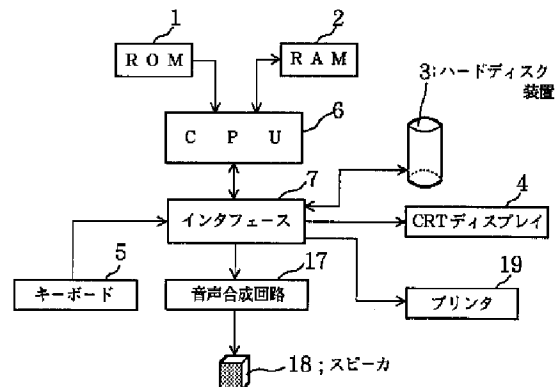 1
2
ROM
RAM
3;ハードディスク
装置
6
CPU
7
4
インタフェース
CRTディスプレイ
5
17
19
キーボード
音声合成回路
プリンタ
18;スピーカ